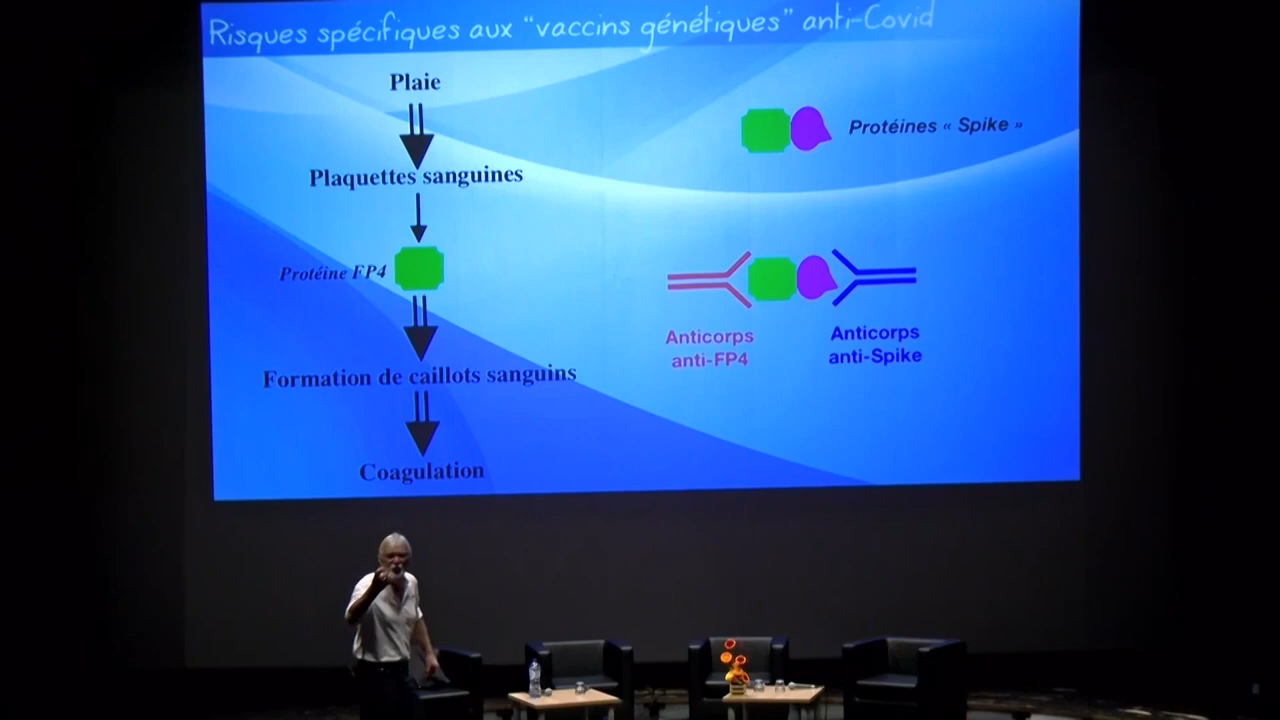 Risques spécifiques aux “vaccins génétiques” anti-Covid
Plaie
Plaquettes sanguines
Protéine FP4
Formation de caillots sanguins
Coagulation
Protéines « Spike »
Anticorps
anti-FP4
Anticorps
anti-Spike